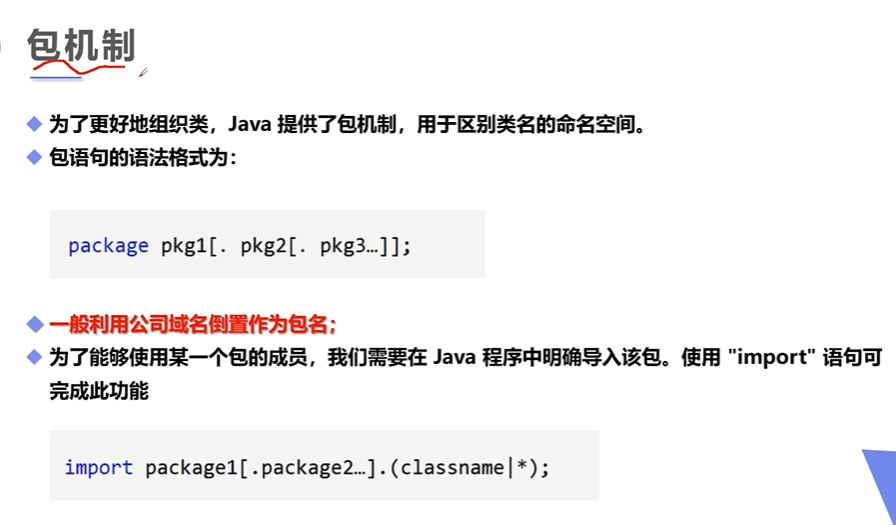 包机制
为了更好地组织类，Java 提供了包机制，用于区别类名的命名空间。
包语句的语法格式为：
package pkg1[. pkg2[. pkg3…]];
一般利用公司域名倒置作为包名；
为了能够使用某一个包的成员，我们需要在 Java 程序中明确导入该包。使用 "import" 语句可
完成此功能
import package1[.package2…].(classname|*);